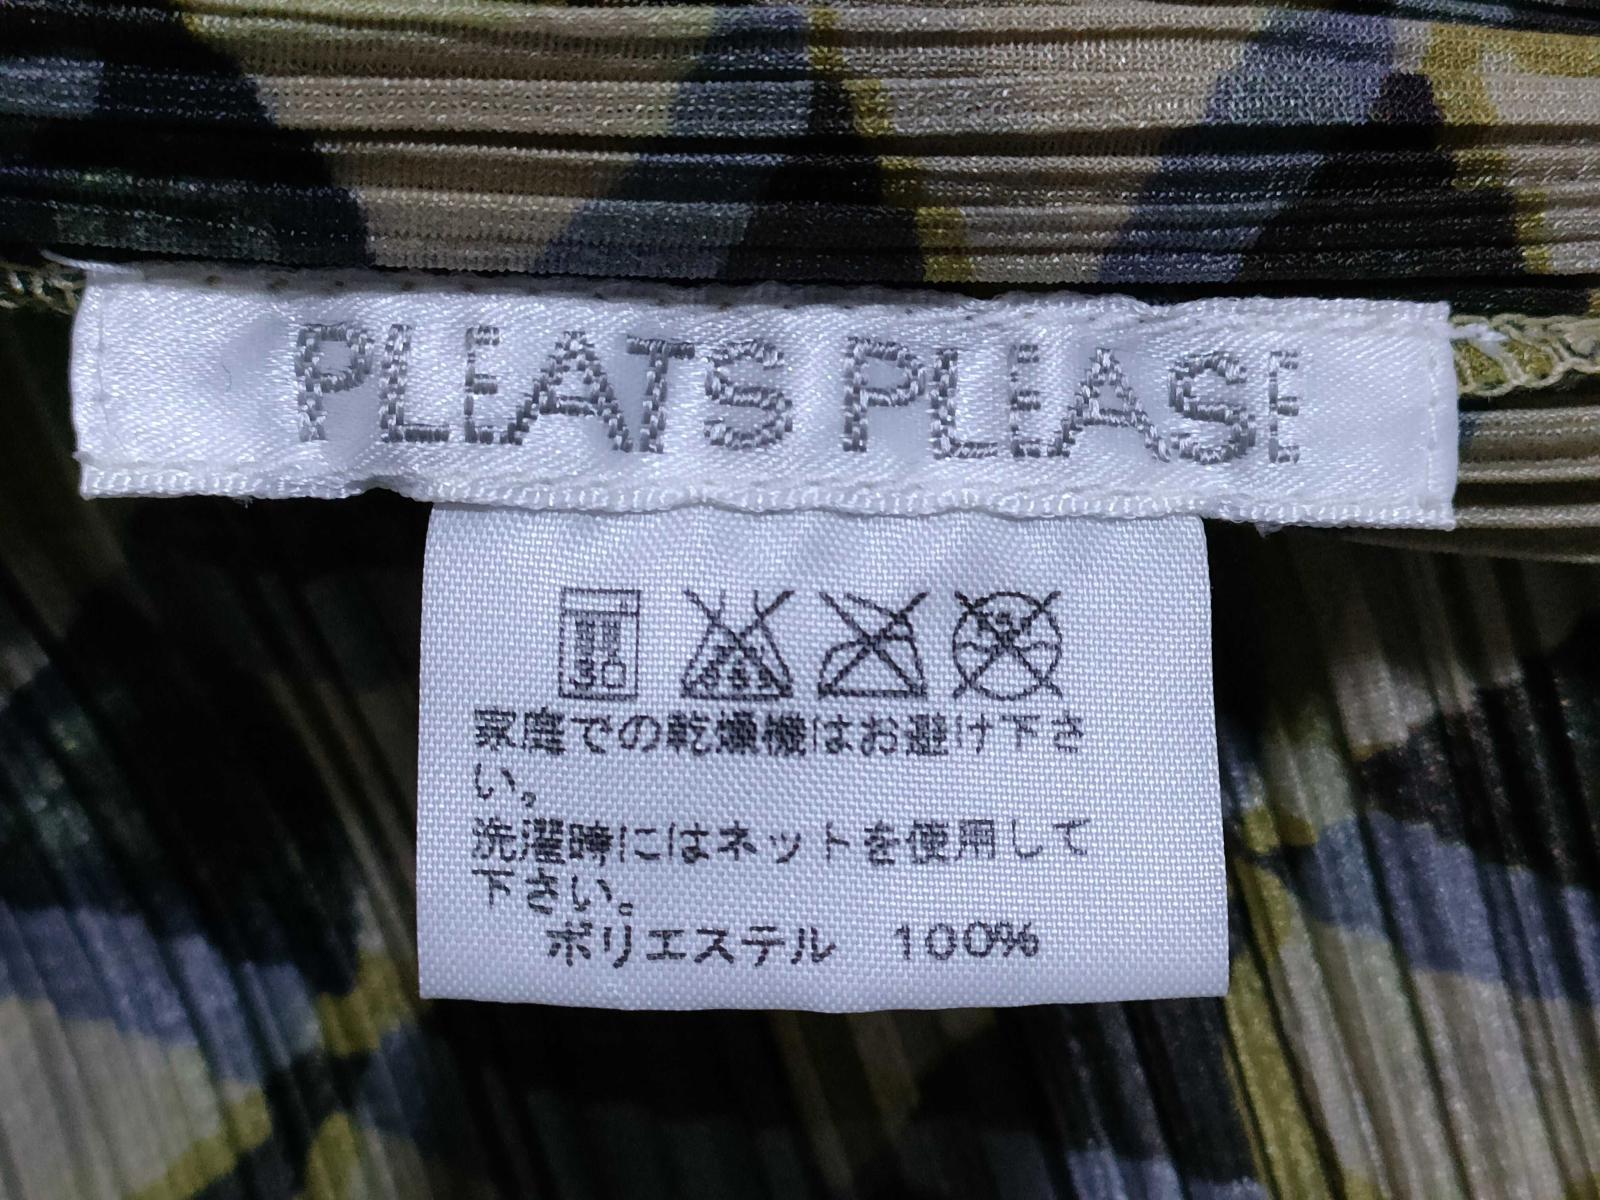 PLEATS PLEASE
30
家庭での乾燥機はお避け下さ
い。
洗濯時にはネットを使用して
下さい。
ポリエステル 100%